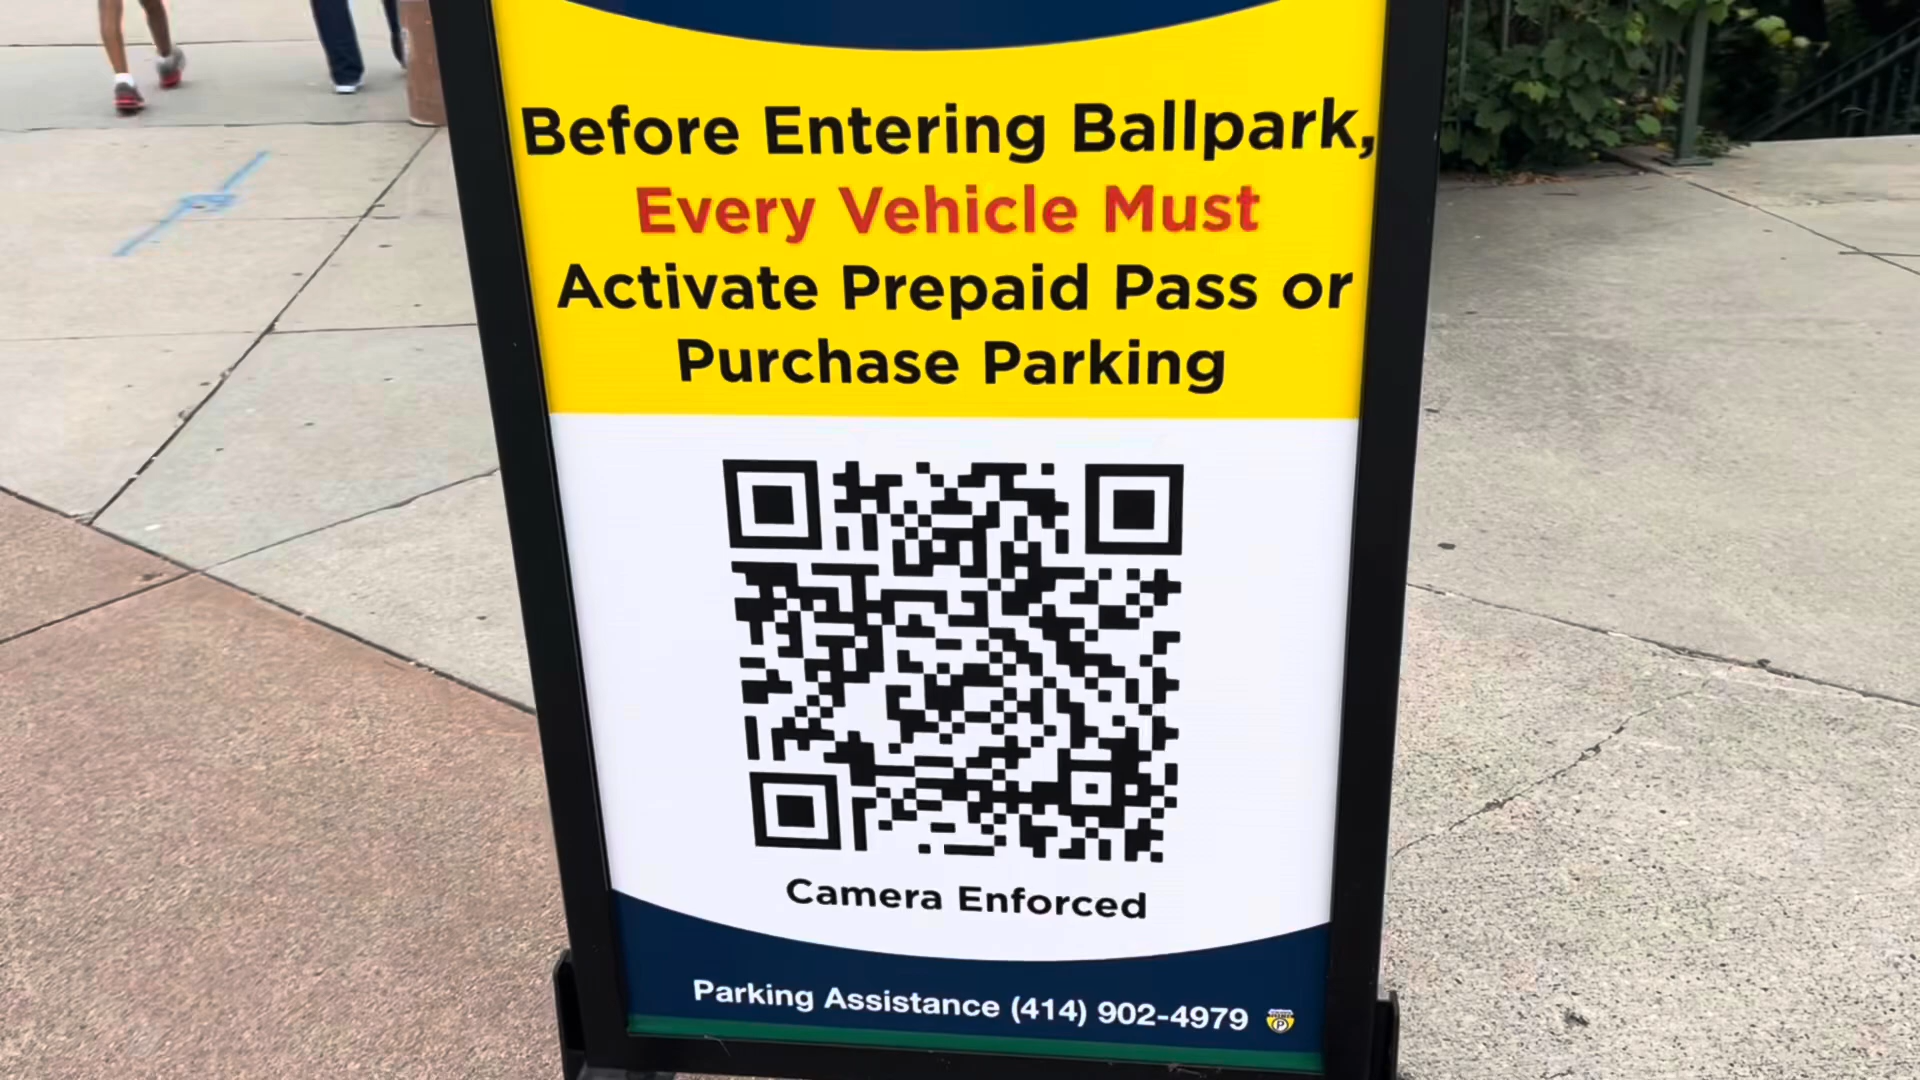 Before Entering Ballpark,
Every Vehicle Must
Activate Prepaid Pass or
Purchase Parking
Camera Enforced
Parking Assistance (414) 902-4979
P